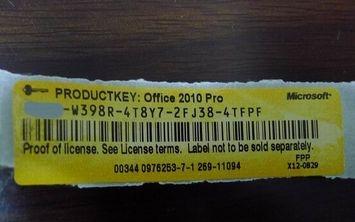 PRODUCTKEY: Office 2010 Pro Microsoft®
-W398R-4T8Y7-2FJ38-4TFPF
Proof of license. See License terms. Label not to be sold separately.
FPP
00344 0976253-7-1 269-11094 X12-0829